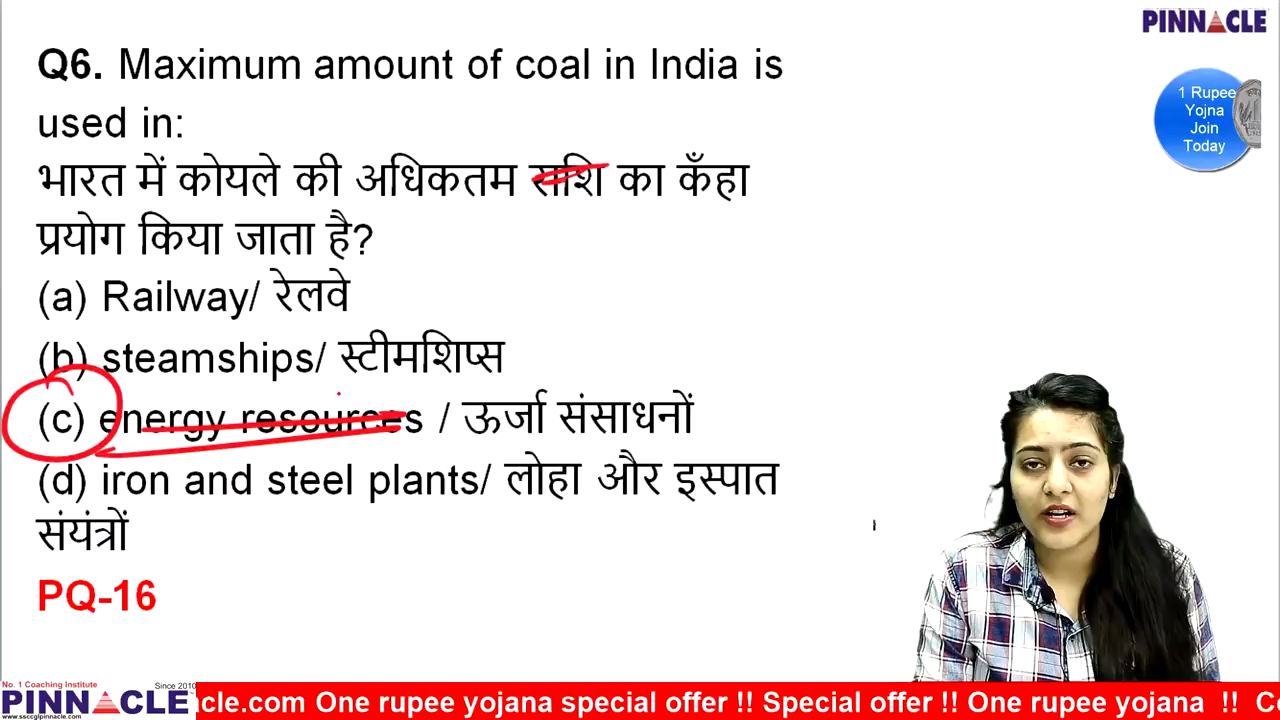 PINNACLE
Q6. Maximum amount of coal in India is
used in:
1 Rupee
Yojna
Join
Today
भारत में कोयले की अधिकतम राशि का कँहा
प्रयोग किया जाता है?
(a) Railway/ रेलवे
(b) steamships/ स्टीमशिप्स
(c) energy resources / ऊर्जा संसाधनों
(d) iron and steel plants/ लोहा और इस्पात
संयंत्रों
PQ-16
No. 1 Coaching Institute
Since 2010
PINNACLE
www.ssccglpinnacle.com
cle.com One rupee yojana special offer !! Special offer !! One rupee yojana !!